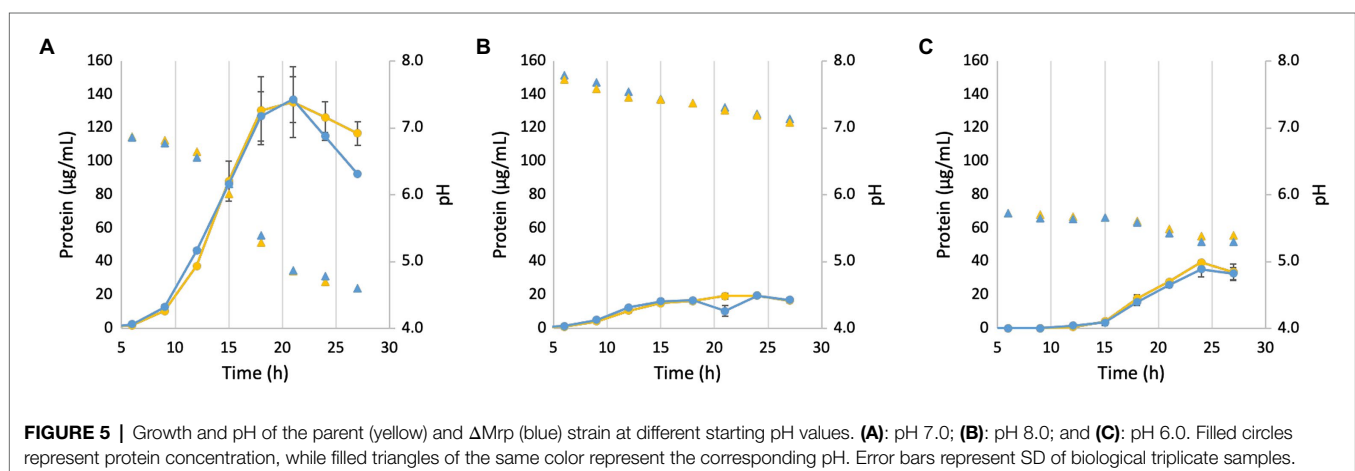 A
B
C
160
140
120
100
80
60
40
20
0
Protein (µg/mL)
8.0
7.0
6.0
5.0
4.0
pH
5 10 15 20 25 30
Time (h)
160
140
120
100
80
60
40
20
0
Protein (µg/mL)
8.0
7.0
6.0
5.0
4.0
pH
5 10 15 20 25 30
Time (h)
160
140
120
100
80
60
40
20
0
Protein (µg/mL)
8.0
7.0
6.0
5.0
4.0
pH
5 10 15 20 25 30
Time (h)
FIGURE 5 | Growth and pH of the parent (yellow) and ΔMrp (blue) strain at different starting pH values. (A): pH 7.0; (B): pH 8.0; and (C): pH 6.0. Filled circles
represent protein concentration, while filled triangles of the same color represent the corresponding pH. Error bars represent SD of biological triplicate samples.